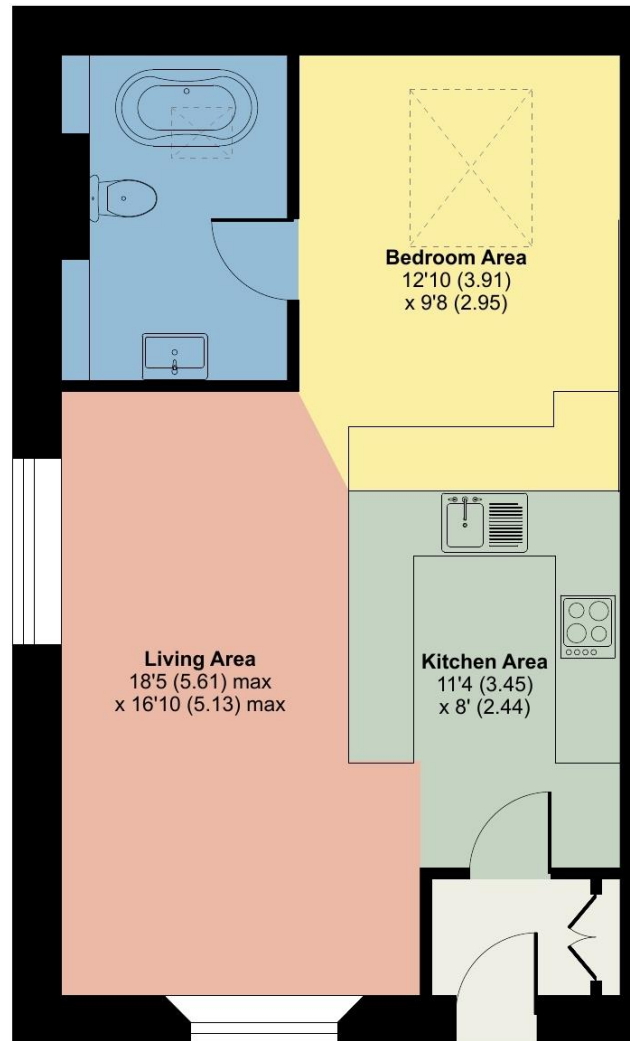 Bedroom Area
12'10 (3.91)
x 9'8 (2.95)
Living Area
18'5 (5.61) max
x 16'10 (5.13) max
Kitchen Area
11'4 (3.45)
x 8' (2.44)